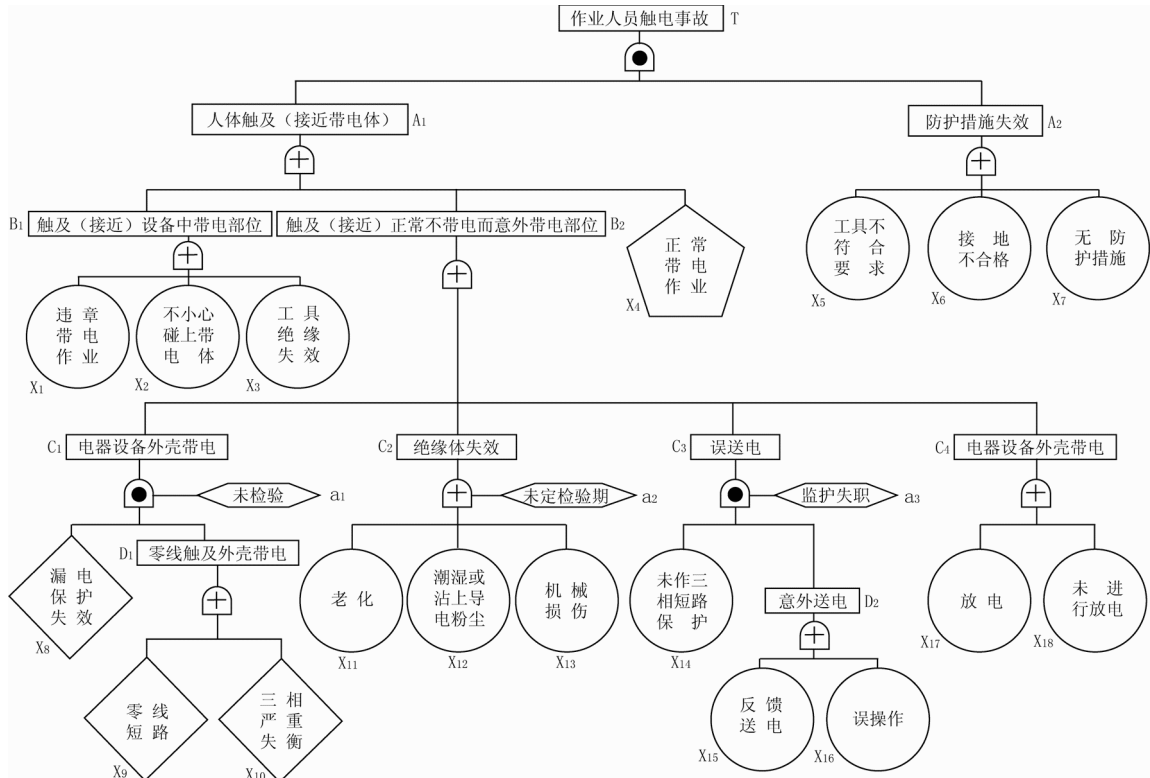 作业人员触电事故 T
人体触及（接近带电体） A1
防护措施失效 A2
B1 触及（接近）设备中带电部位
触及（接近）正常不带电而意外带电部位 B2
正 常
带 电
作 业
X4
工具不
符 合
要 求
X5
接 地
不合格
X6
无 防
护措施
X7
违 章
带 电
作 业
X1
不小心
碰上带
电 体
X2
工 具
绝 缘
失 效
X3
C1 电器设备外壳带电
C2 绝缘体失效
C3 误送电
C4 电器设备外壳带电
未检验 a1
未定检验期 a2
监护失职 a3
漏 电
保 护
失 效
X8
D1 零线触及外壳带电
老 化
X11
潮湿或
沾上导
电粉尘
X12
机 械
损 伤
X13
未作三
相短路
保 护
X14
意外送电 D2
放 电
X17
未 进
行放电
X18
零 线
短 路
X9
三 相
严 重
失 衡
X10
反 馈
送 电
X15
误操作
X16